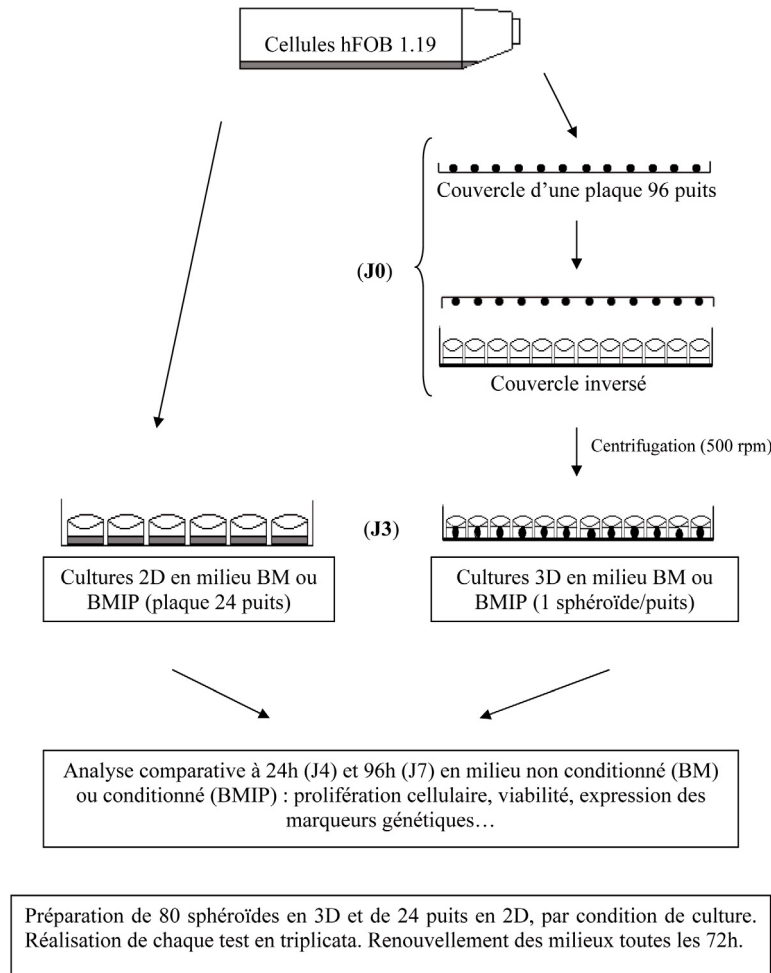 Cellules hFOB 1.19
Couvercle d’une plaque 96 puits
(J0)
Couvercle inversé
Centrifugation (500 rpm)
(J3)
Cultures 2D en milieu BM ou
BMIP (plaque 24 puits)
Cultures 3D en milieu BM ou
BMIP (1 sphéroïde/puits)
Analyse comparative à 24h (J4) et 96h (J7) en milieu non conditionné (BM)
ou conditionné (BMIP) : prolifération cellulaire, viabilité, expression des
marqueurs génétiques…
Préparation de 80 sphéroïdes en 3D et de 24 puits en 2D, par condition de culture.
Réalisation de chaque test en triplicata. Renouvellement des milieux toutes les 72h.